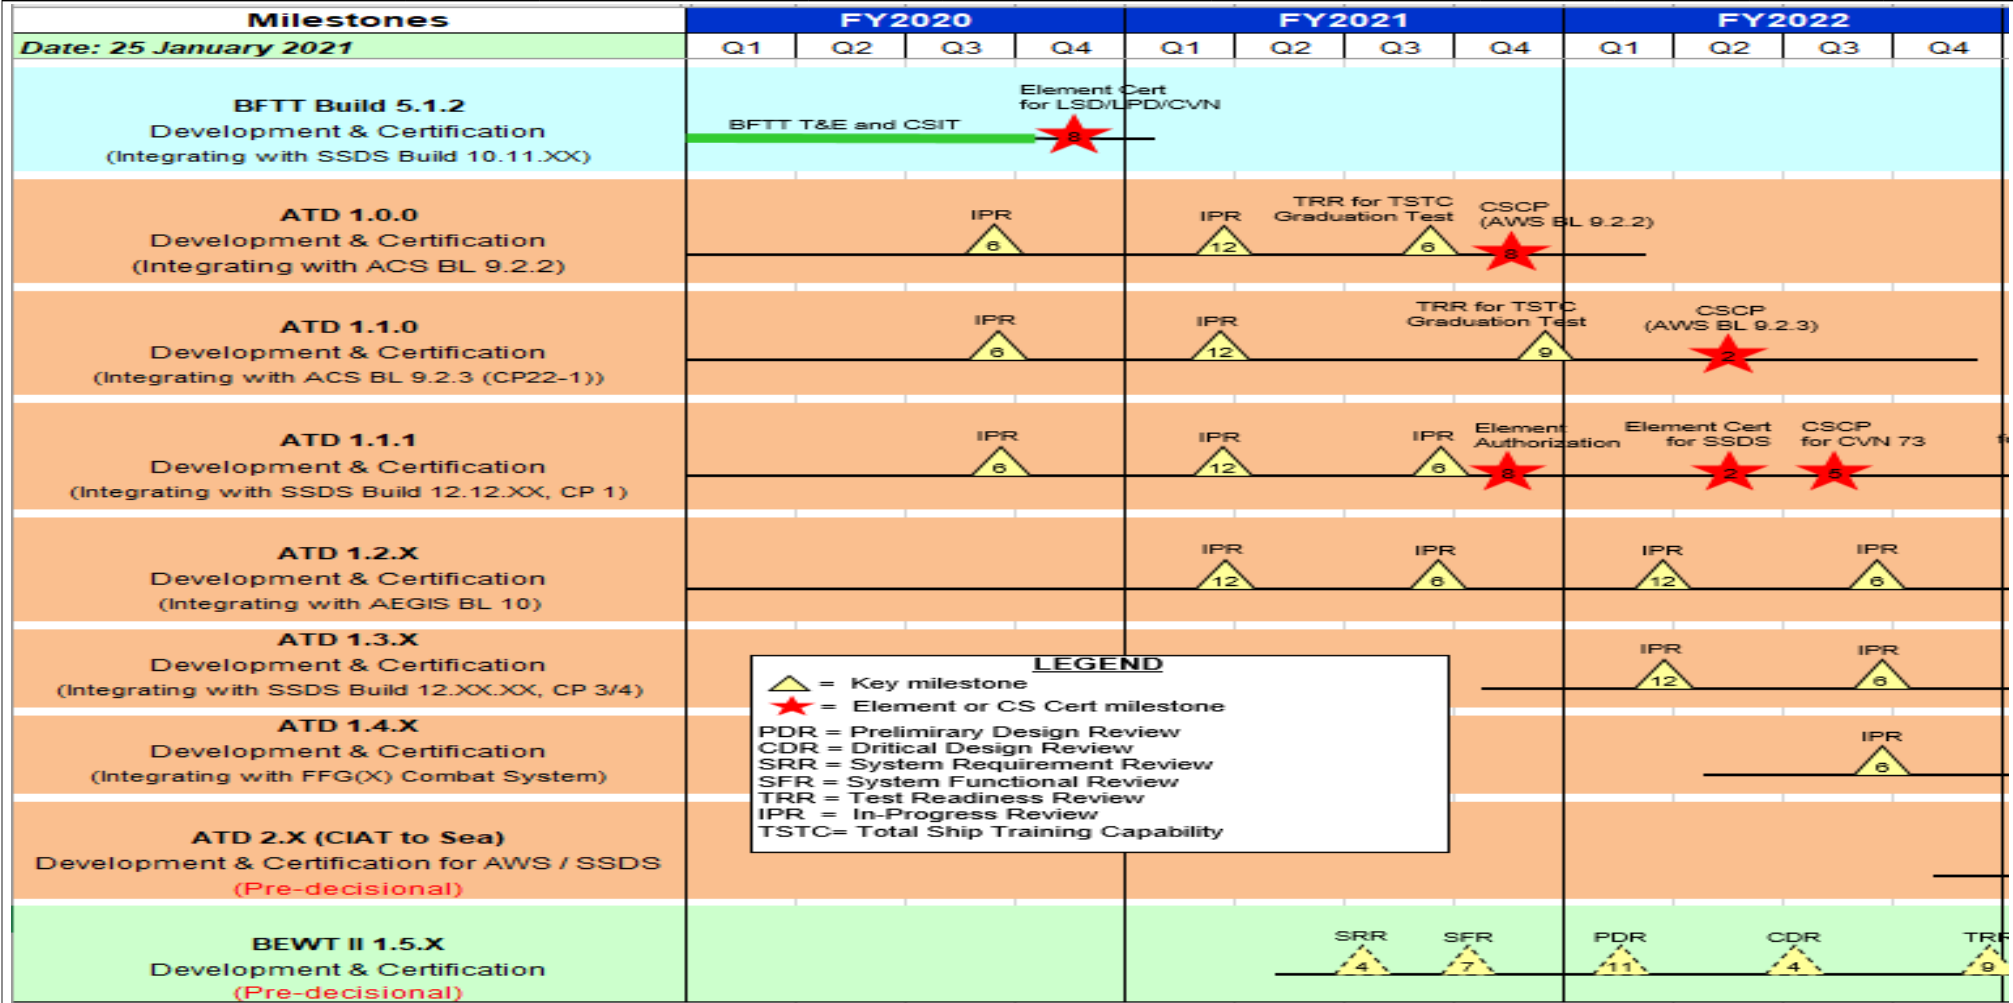 Milestones
FY2020 FY2021 FY2022
Date: 25 January 2021
Q1 Q2 Q3 Q4 Q1 Q2 Q3 Q4 Q1 Q2 Q3 Q4
BFTT Build 5.1.2
Development & Certification
(Integrating with SSDS Build 10.11.XX)
BFTT T&E and CSIT
Element Cert
for LSD/LPD/CVN
8
ATD 1.0.0
Development & Certification
(Integrating with ACS BL 9.2.2)
IPR
6
IPR
12
TRR for TSTC
Graduation Test
6
CSCP
(AWS BL 9.2.2)
8
ATD 1.1.0
Development & Certification
(Integrating with ACS BL 9.2.3 (CP22-1))
IPR
6
IPR
12
TRR for TSTC
Graduation Test
9
CSCP
(AWS BL 9.2.3)
2
ATD 1.1.1
Development & Certification
(Integrating with SSDS Build 12.12.XX, CP 1)
IPR
6
IPR
12
IPR
6
Element
Authorization
8
Element Cert
for SSDS
2
CSCP
for CVN 73
5
ATD 1.2.X
Development & Certification
(Integrating with AEGIS BL 10)
IPR
12
IPR
6
IPR
12
IPR
6
ATD 1.3.X
Development & Certification
(Integrating with SSDS Build 12.XX.XX, CP 3/4)
IPR
12
IPR
6
ATD 1.4.X
Development & Certification
(Integrating with FFG(X) Combat System)
IPR
6
LEGEND
= Key milestone
= Element or CS Cert milestone
PDR = Prelimirary Design Review
CDR = Dritical Design Review
SRR = System Requirement Review
SFR = System Functional Review
TRR = Test Readiness Review
IPR = In-Progress Review
TSTC= Total Ship Training Capability
ATD 2.X (CIAT to Sea)
Development & Certification for AWS / SSDS
(Pre-decisional)
BEWT II 1.5.X
Development & Certification
(Pre-decisional)
SRR
4
SFR
7
PDR
11
CDR
4
TRR
9